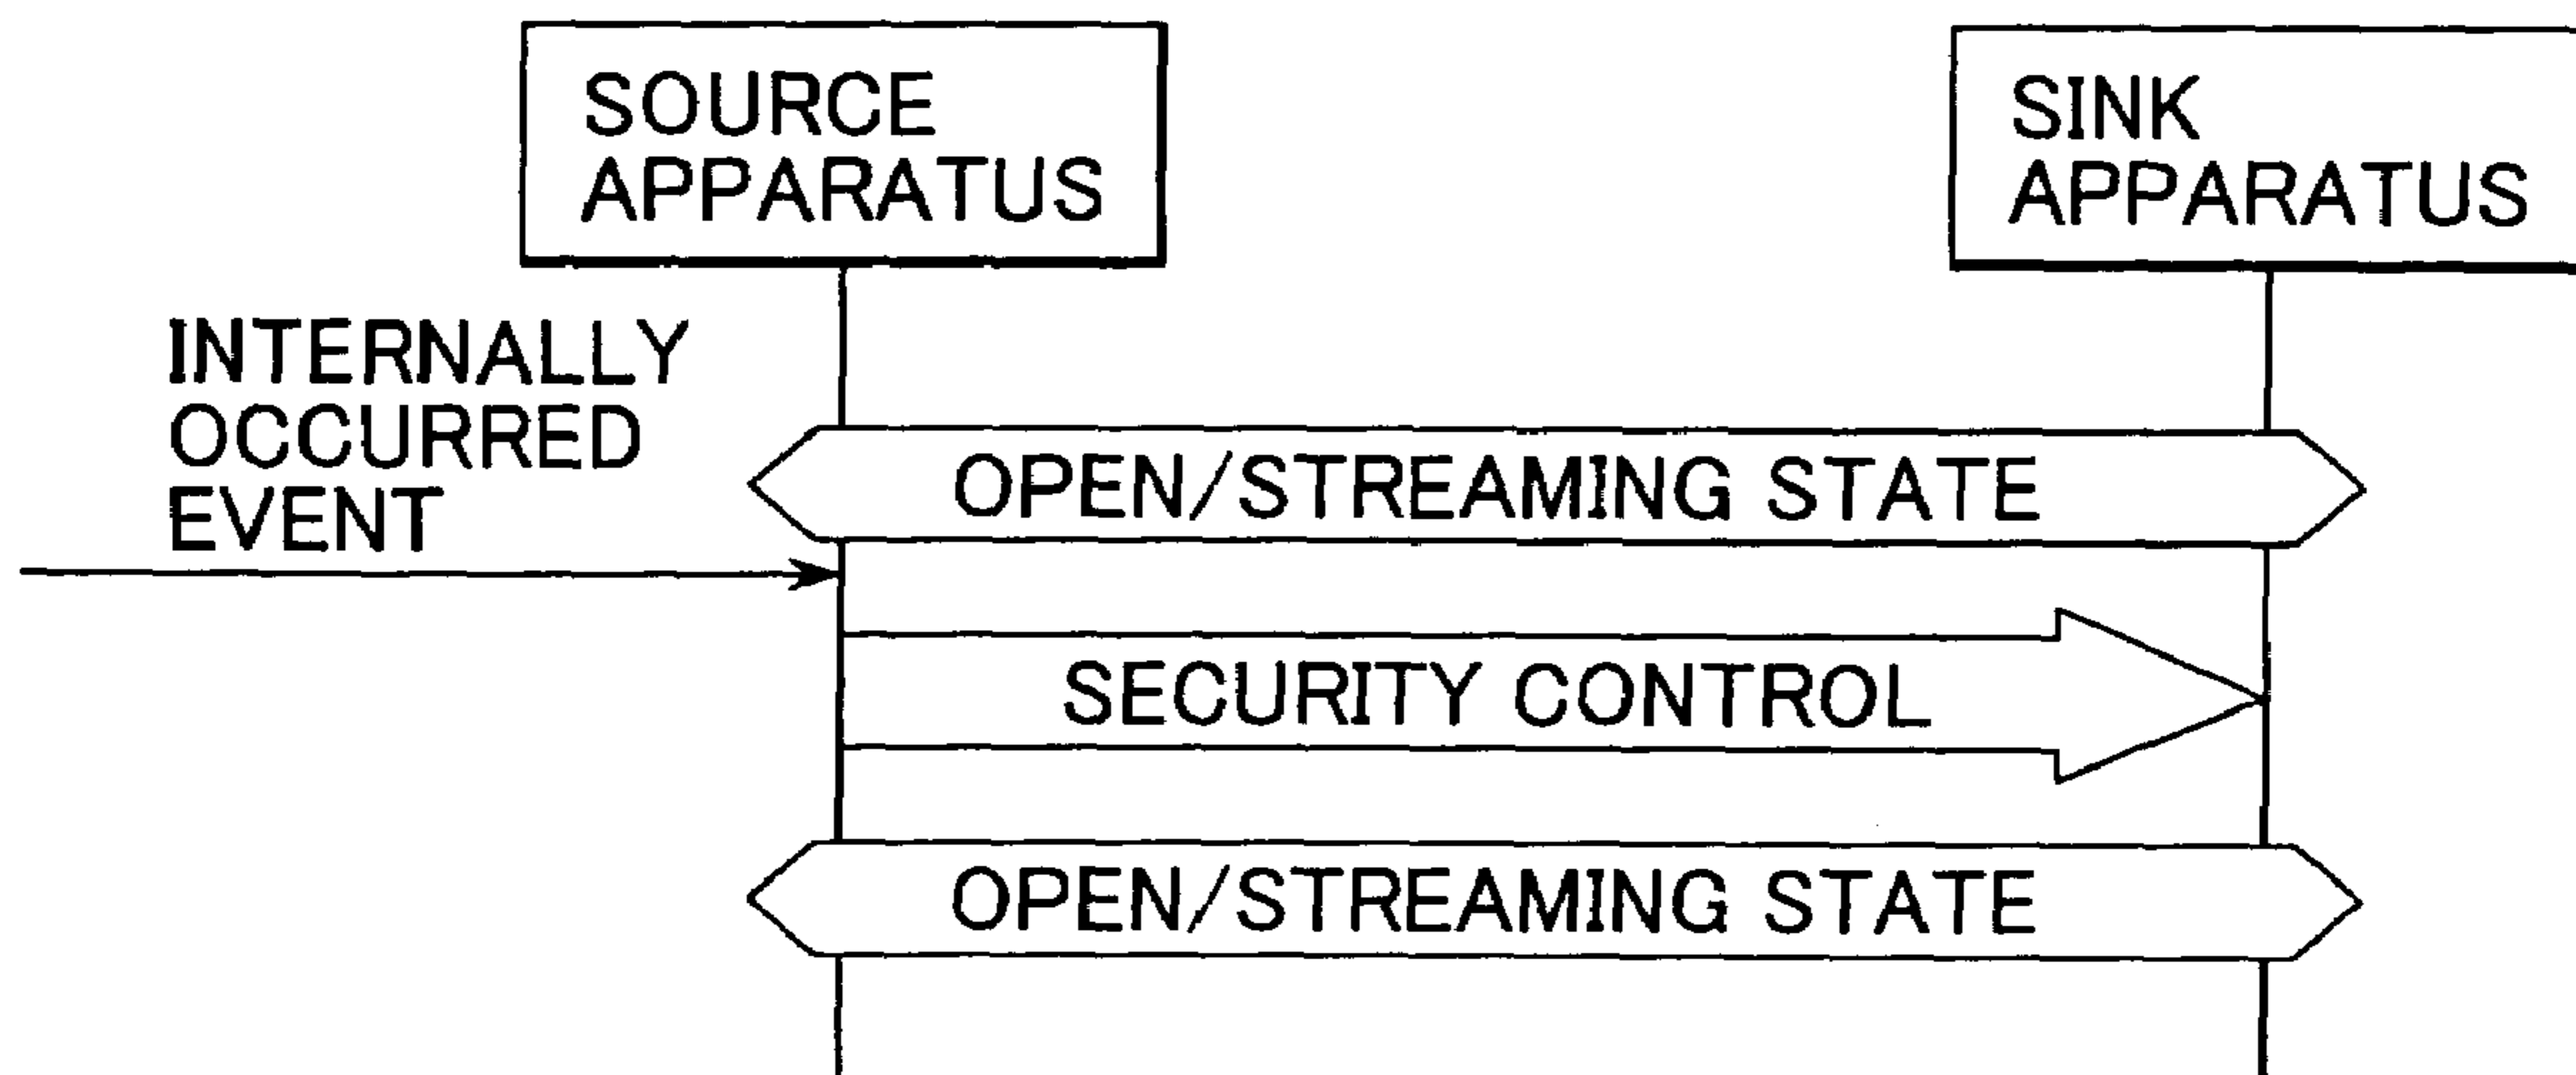 SOURCE
APPARATUS
SINK
APPARATUS
INTERNALLY
OCCURRED
EVENT
OPEN/STREAMING STATE
SECURITY CONTROL
OPEN/STREAMING STATE